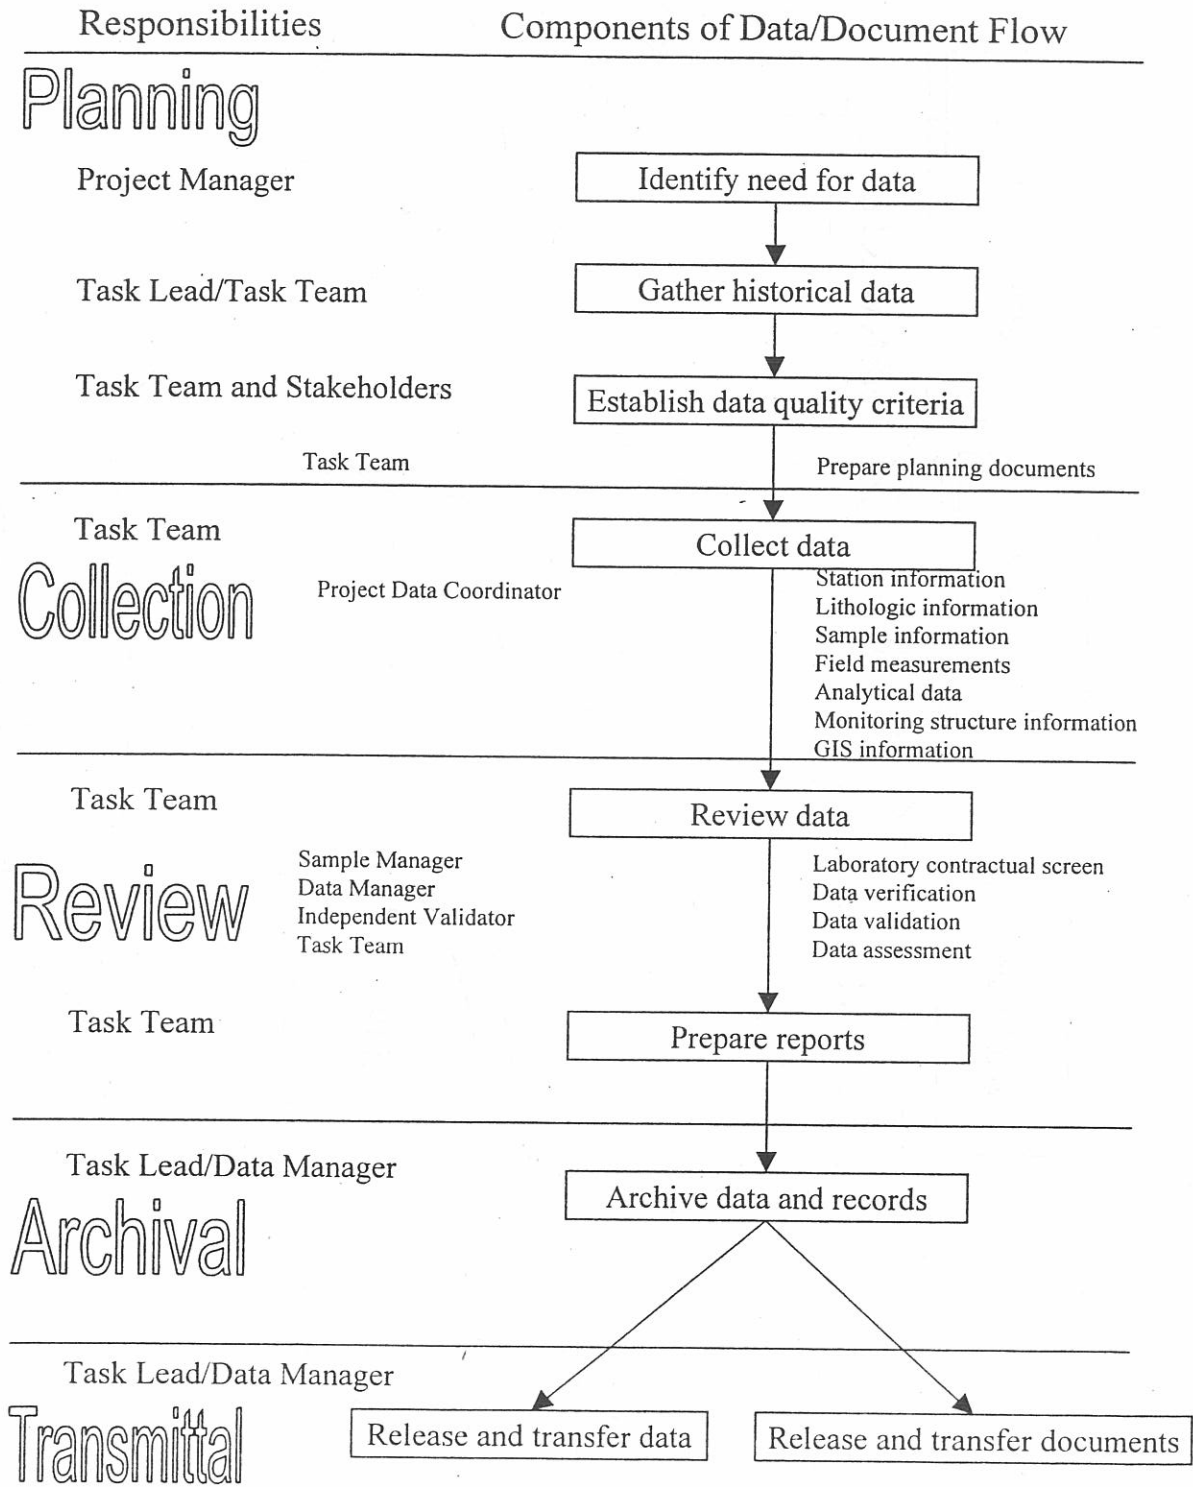 Responsibilities Components of Data/Document Flow
Planning
Project Manager Identify need for data
Task Lead/Task Team Gather historical data
Task Team and Stakeholders Establish data quality criteria
Task Team Prepare planning documents
Task Team Collect data
Collection
Project Data Coordinator Station information
Lithologic information
Sample information
Field measurements
Analytical data
Monitoring structure information
GIS information
Task Team Review data
Review
Sample Manager Laboratory contractual screen
Data Manager Data verification
Independent Validator Data validation
Task Team Data assessment
Task Team Prepare reports
Task Lead/Data Manager Archive data and records
Archival
Task Lead/Data Manager
Transmittal
Release and transfer data Release and transfer documents